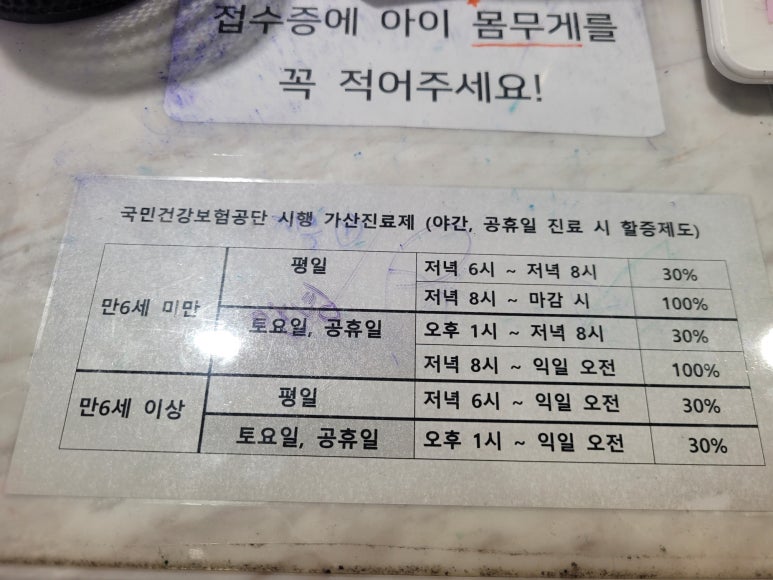 접수증에 아이 몸무게를
꼭 적어주세요!
국민건강보험공단 시행 가산진료제 (야간, 공휴일 진료 시 할증제도)
만6세 미만 평일 저녁 6시 ~ 저녁 8시 30%
저녁 8시 ~ 마감 시 100%
토요일, 공휴일 오후 1시 ~ 저녁 8시 30%
저녁 8시 ~ 익일 오전 100%
만6세 이상 평일 저녁 6시 ~ 익일 오전 30%
토요일, 공휴일 오후 1시 ~ 익일 오전 30%